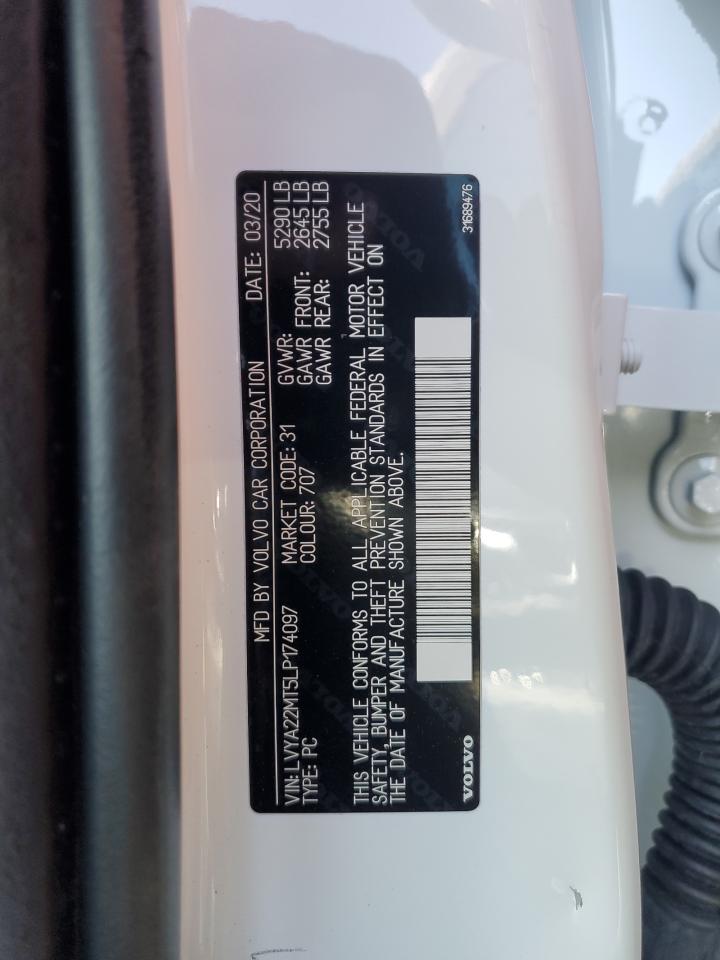 MFD BY VOLVO CAR CORPORATION DATE: 03/20
VIN: LVYA22MT5LP174097 MARKET CODE: 31 GVWR: 5290 LB
TYPE: PC COLOUR: 707 GAWR FRONT: 2645 LB
GAWR REAR: 2755 LB
THIS VEHICLE CONFORMS TO ALL APPLICABLE FEDERAL MOTOR VEHICLE
SAFETY, BUMPER AND THEFT PREVENTION STANDARDS IN EFFECT ON
THE DATE OF MANUFACTURE SHOWN ABOVE.
VOLVO 31689476